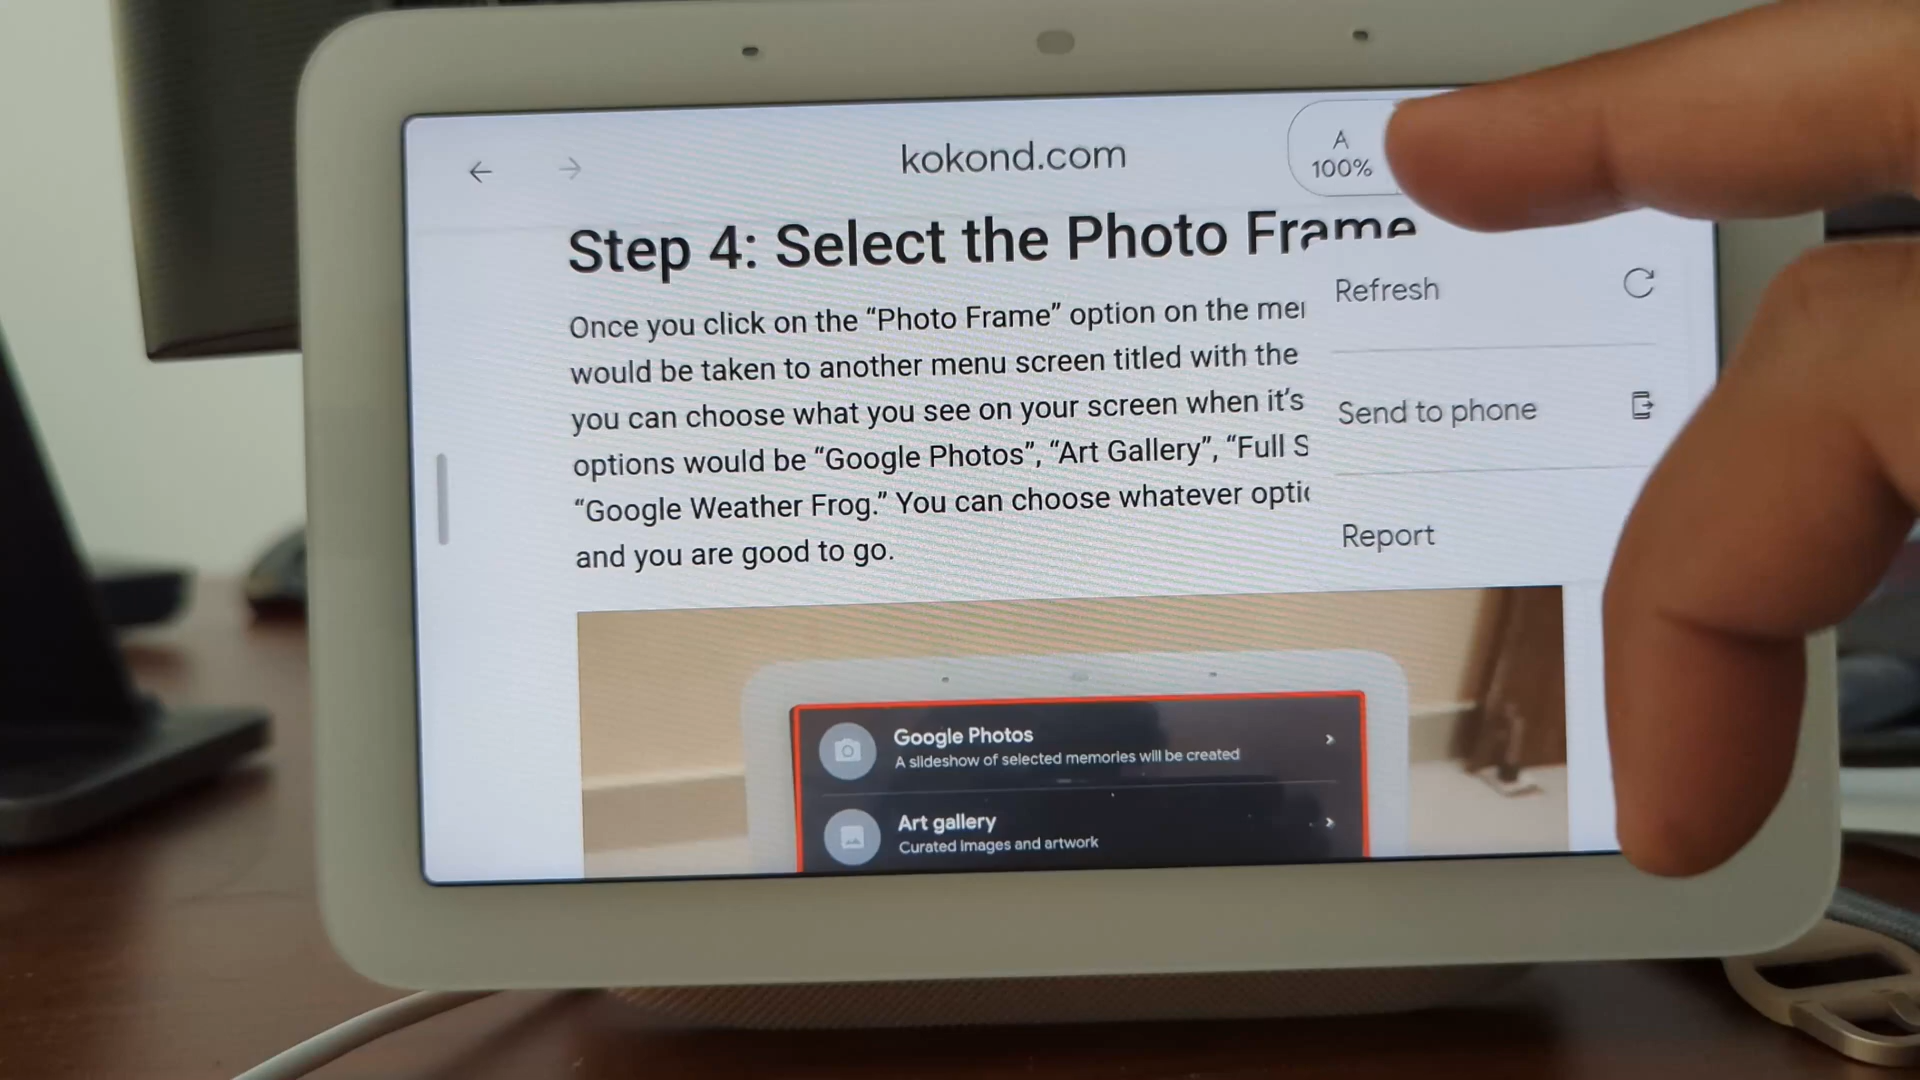 kokond.com
A
100%
Step 4: Select the Photo Frame
Once you click on the “Photo Frame” option on the
would be taken to another menu screen titled with the
you can choose what you see on your screen when it’s
options would be “Google Photos”, “Art Gallery”, “Full
“Google Weather Frog.” You can choose whatever
and you are good to go.
Refresh
Send to phone
Report
Google Photos
A slideshow of selected memories will be created
Art gallery
Curated images and artwork